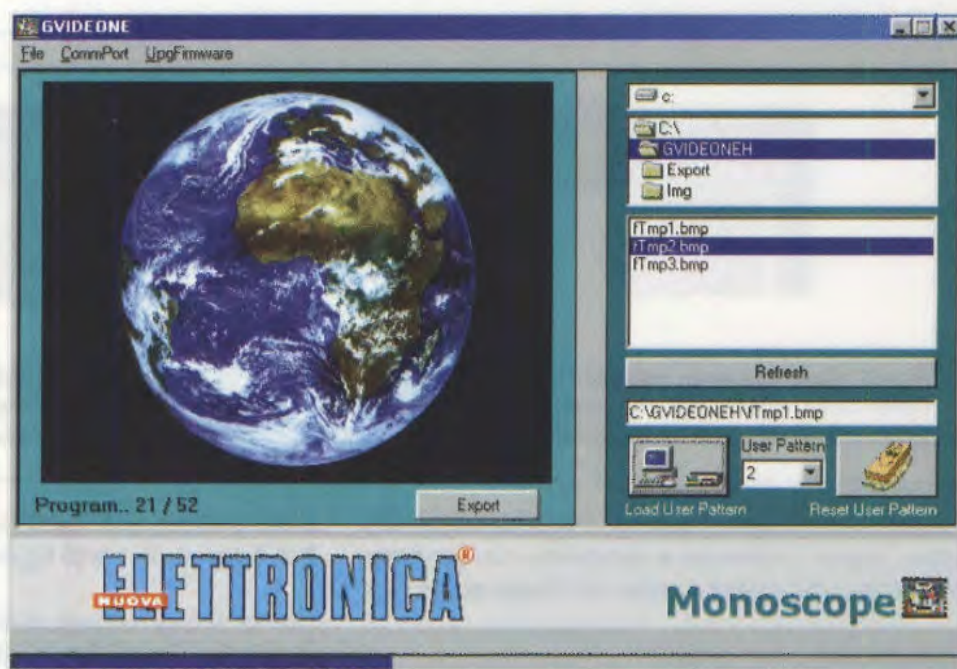 GVIDEONE
File CommPort UpgFirmware
c:
C:\
GVIDEONEH
Export
Img
fTmp1.bmp
fTmp2.bmp
fTmp3.bmp
Refresh
C:\GVIDEONEH\fTmp1.bmp
User Pattern
2
Load User Pattern
Reset User Pattern
Program.. 21 / 52
Export
NUOVA ELETTRONICA®
Monoscope